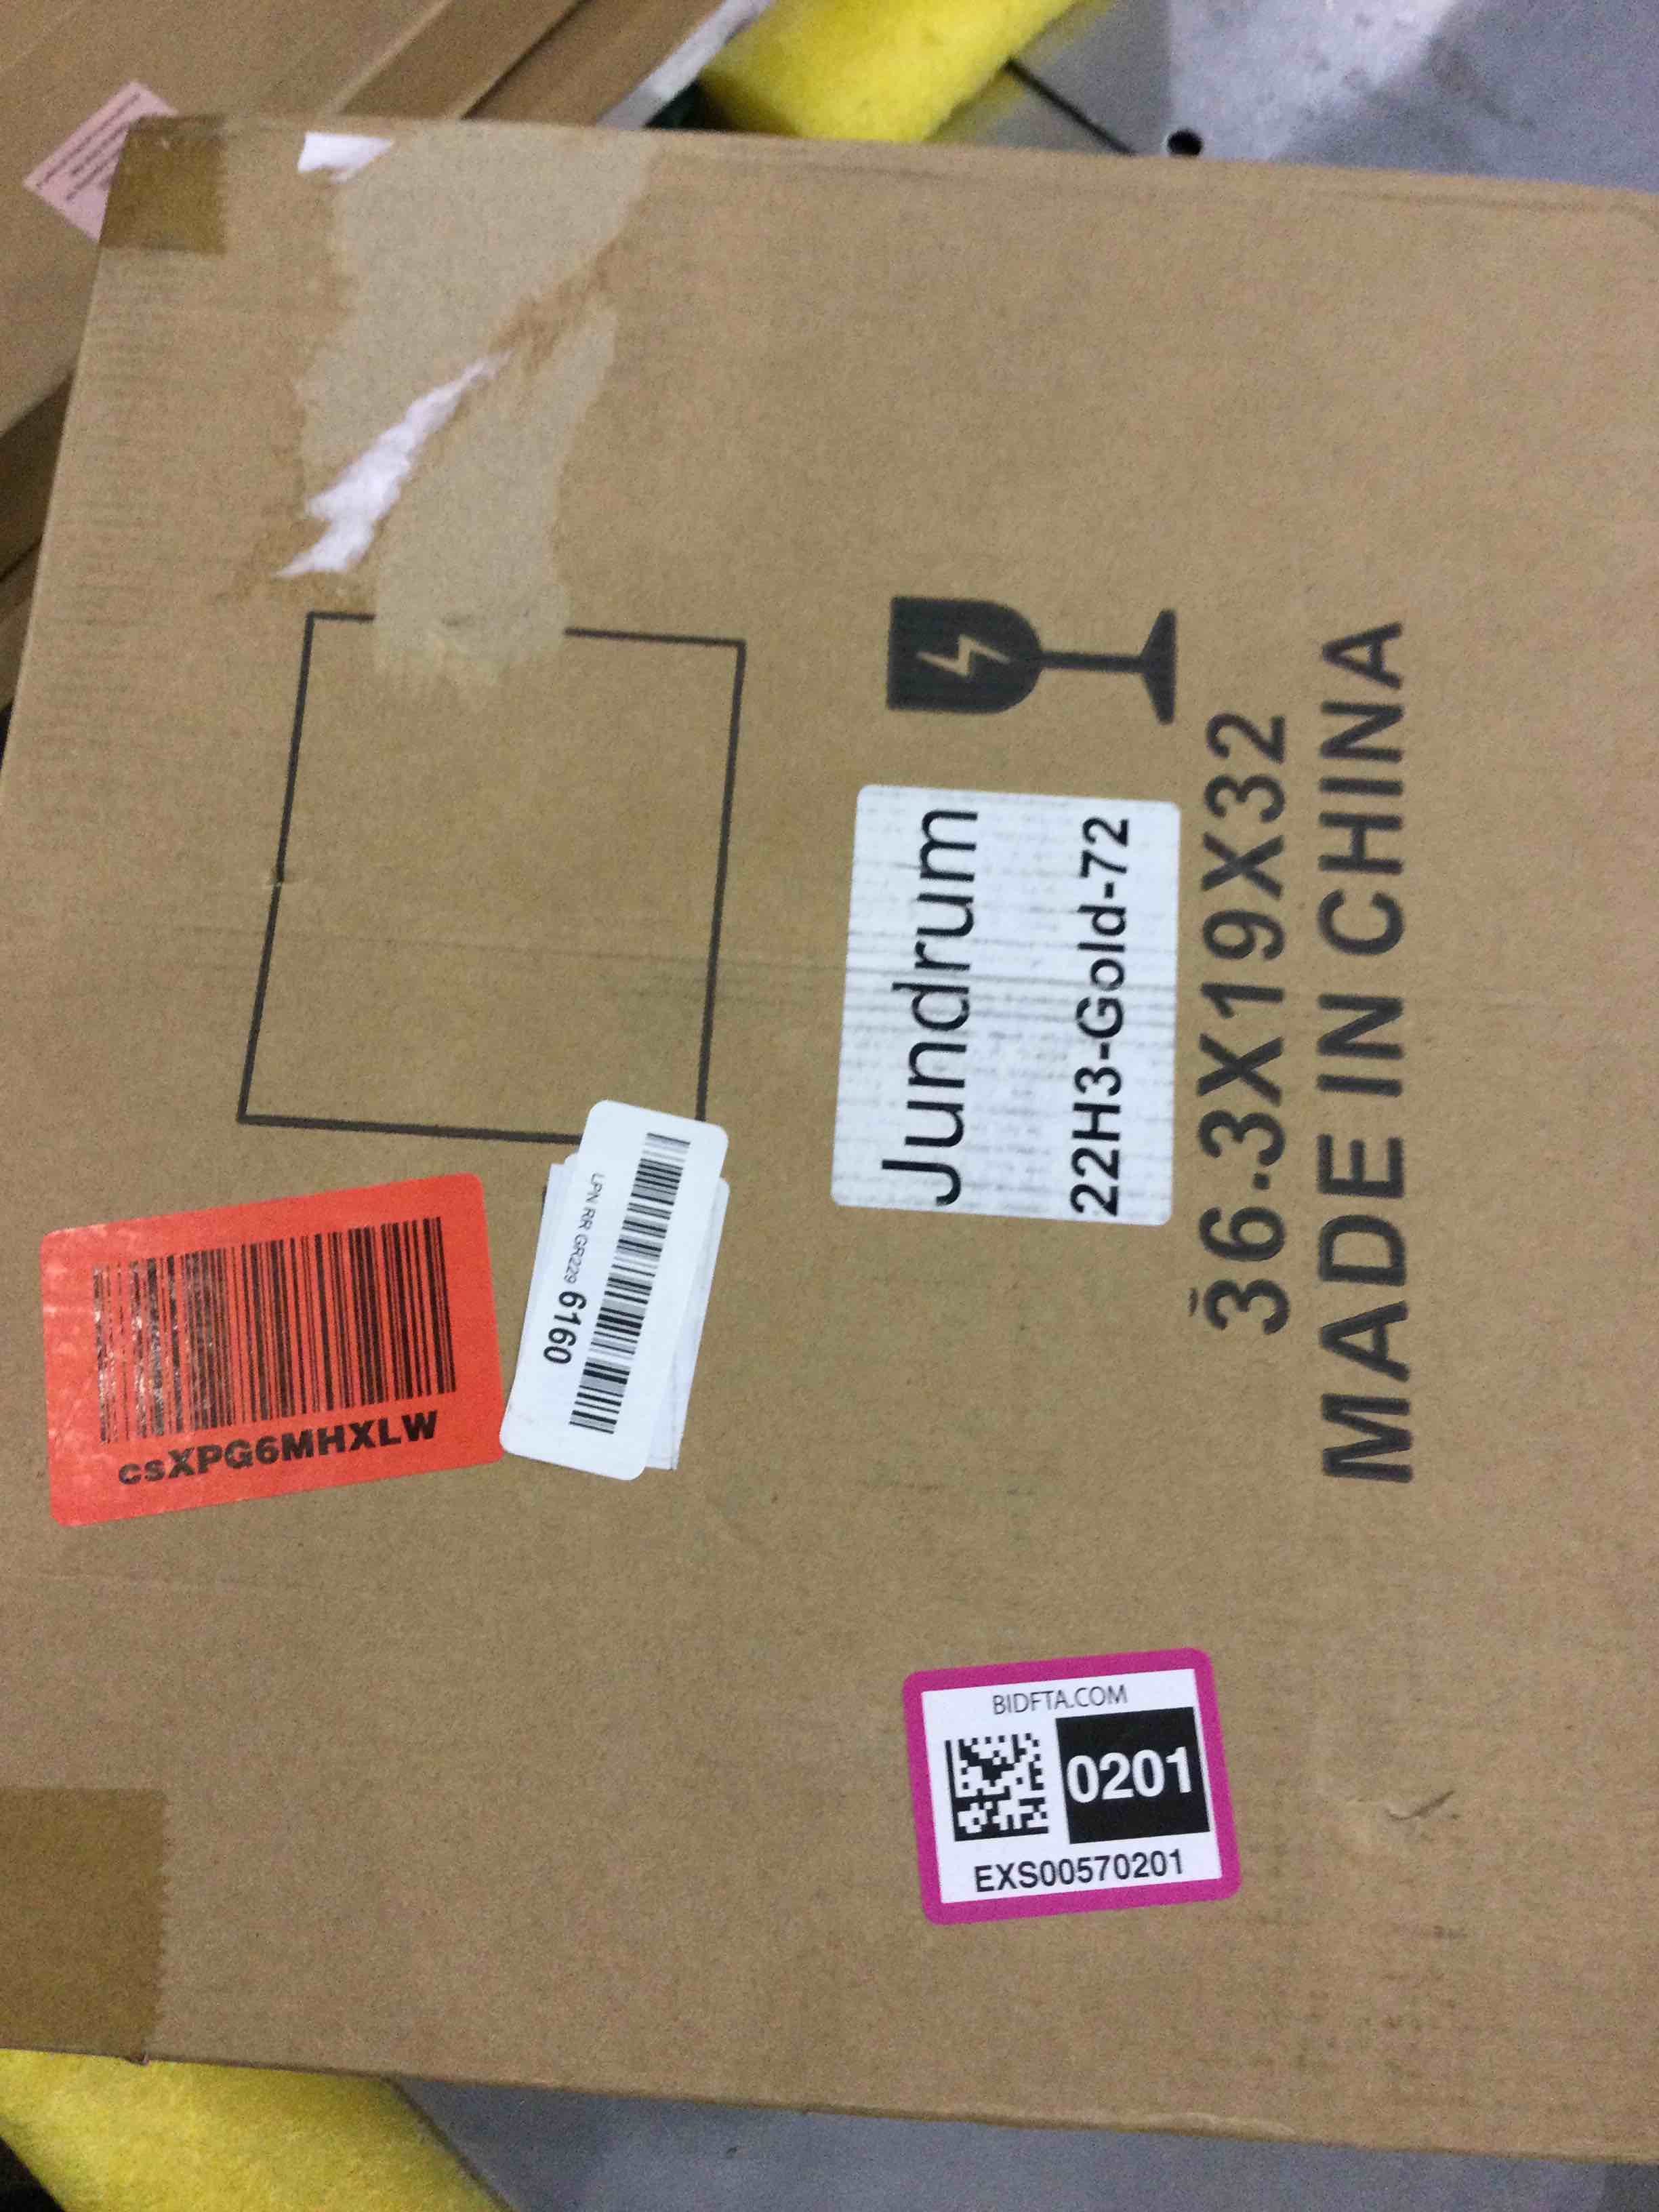 Jundrum
22H3-Gold-72
36.3X19X32
MADE IN CHINA
csXPG6MHXLW
LPN RR GR229 6160
BIDFTA.COM
0201
EXS00570201